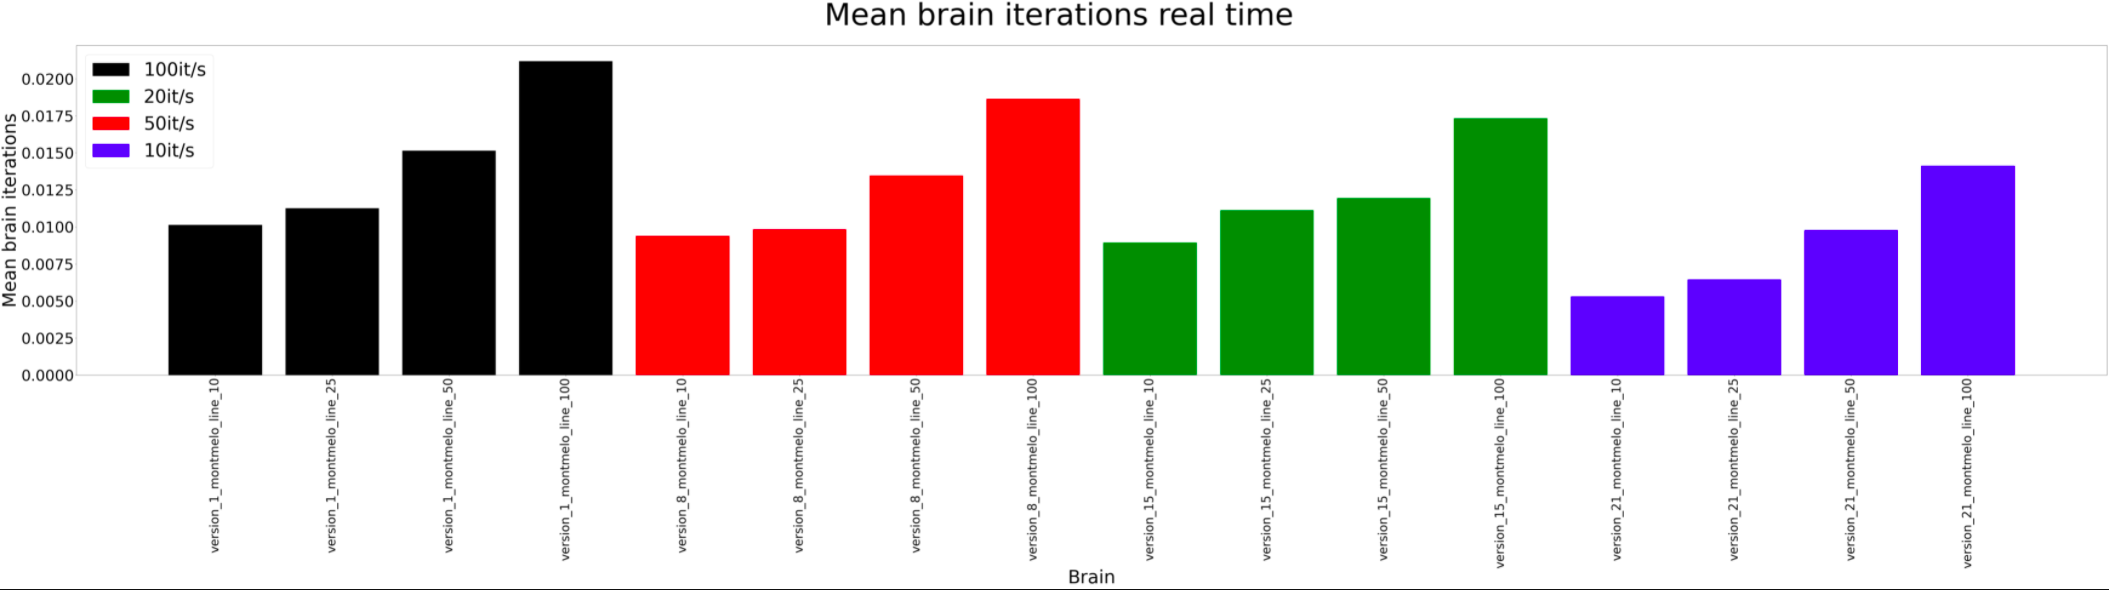 Mean brain iterations real time
Mean brain iterations
0.0200
0.0175
0.0150
0.0125
0.0100
0.0075
0.0050
0.0025
0.0000
100it/s
20it/s
50it/s
10it/s
version_1_montmelo_line_10
version_1_montmelo_line_25
version_1_montmelo_line_50
version_1_montmelo_line_100
version_8_montmelo_line_10
version_8_montmelo_line_25
version_8_montmelo_line_50
version_8_montmelo_line_100
version_15_montmelo_line_10
version_15_montmelo_line_25
version_15_montmelo_line_50
version_15_montmelo_line_100
version_21_montmelo_line_10
version_21_montmelo_line_25
version_21_montmelo_line_50
version_21_montmelo_line_100
Brain